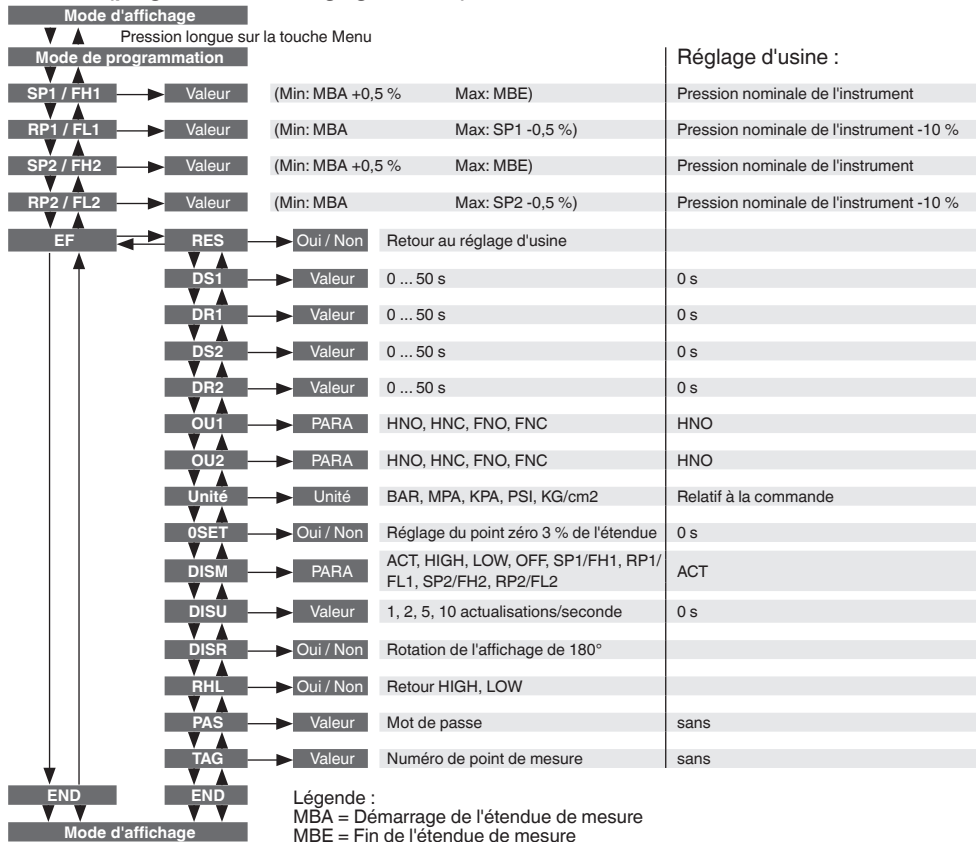 Mode d'affichage
Pression longue sur la touche Menu
Mode de programmation
Réglage d'usine :
SP1 / FH1 Valeur (Min: MBA +0,5 % Max: MBE) Pression nominale de l'instrument
RP1 / FL1 Valeur (Min: MBA Max: SP1 -0,5 %) Pression nominale de l'instrument -10 %
SP2 / FH2 Valeur (Min: MBA +0,5 % Max: MBE) Pression nominale de l'instrument
RP2 / FL2 Valeur (Min: MBA Max: SP2 -0,5 %) Pression nominale de l'instrument -10 %
EF RES Oui / Non Retour au réglage d'usine
DS1 Valeur 0 ... 50 s 0 s
DR1 Valeur 0 ... 50 s 0 s
DS2 Valeur 0 ... 50 s 0 s
DR2 Valeur 0 ... 50 s 0 s
OU1 PARA HNO, HNC, FNO, FNC HNO
OU2 PARA HNO, HNC, FNO, FNC HNO
Unité Unité BAR, MPA, KPA, PSI, KG/cm2 Relatif à la commande
0SET Oui / Non Réglage du point zéro 3 % de l'étendue 0 s
DISM PARA ACT, HIGH, LOW, OFF, SP1/FH1, RP1/
FL1, SP2/FH2, RP2/FL2 ACT
DISU Valeur 1, 2, 5, 10 actualisations/seconde 0 s
DISR Oui / Non Rotation de l'affichage de 180°
RHL Oui / Non Retour HIGH, LOW
PAS Valeur Mot de passe sans
TAG Valeur Numéro de point de mesure sans
END END
Mode d'affichage
Légende :
MBA = Démarrage de l'étendue de mesure
MBE = Fin de l'étendue de mesure